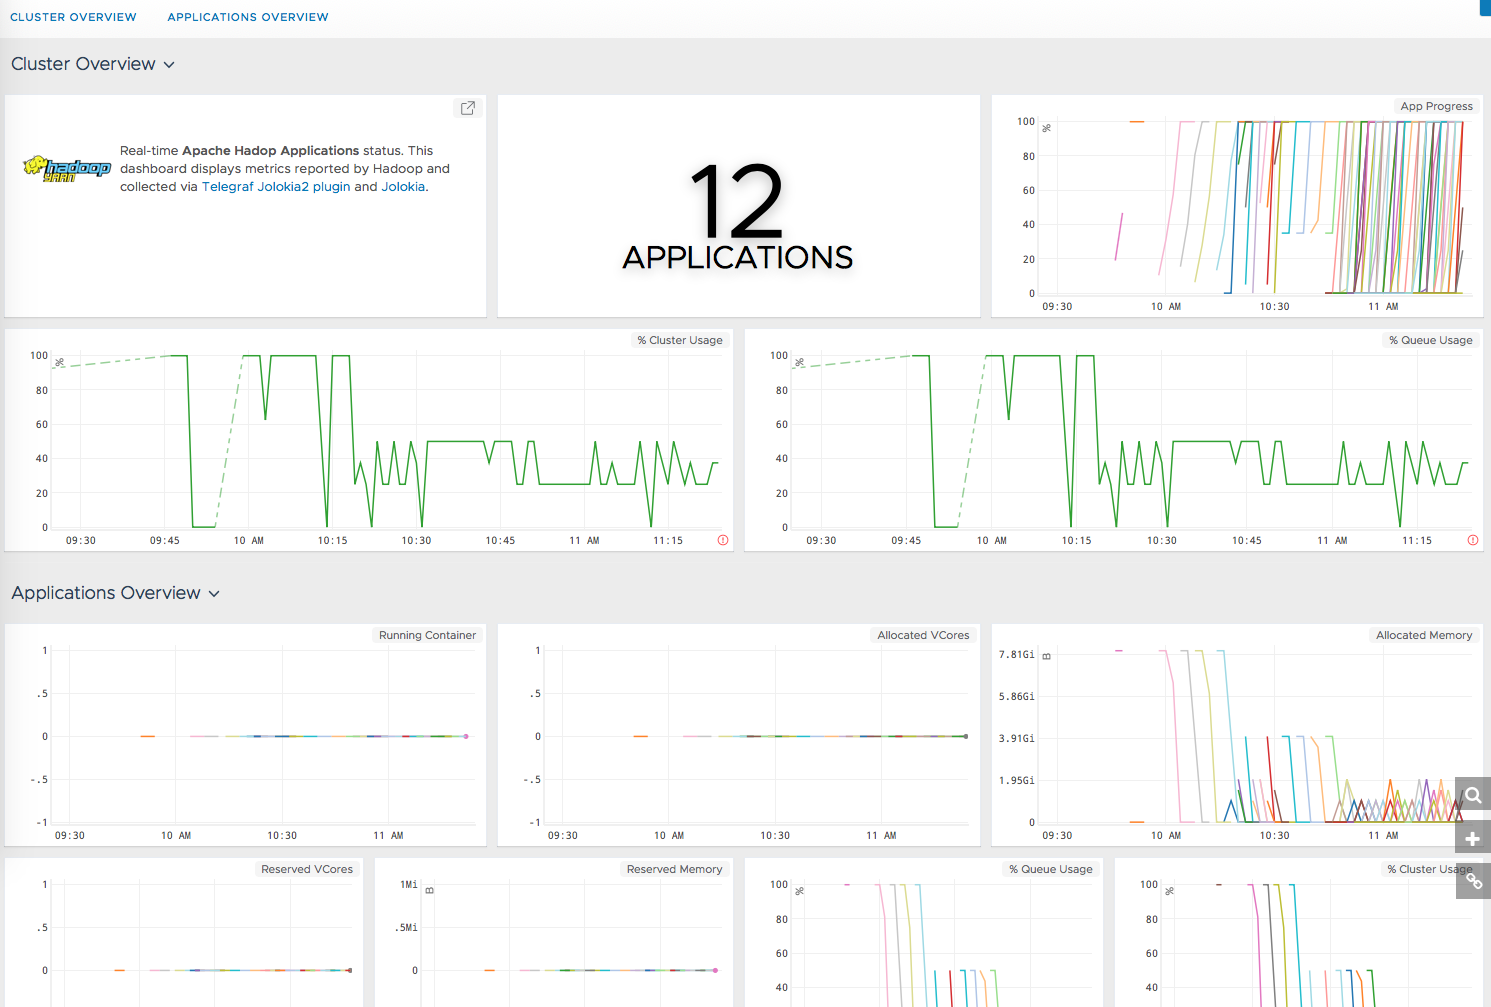 CLUSTER OVERVIEW APPLICATIONS OVERVIEW
Cluster Overview
hadoop
YARN
Real-time Apache Hadop Applications status. This
dashboard displays metrics reported by Hadoop and
collected via Telegraf Jolokia2 plugin and Jolokia.
12
APPLICATIONS
App Progress
%
100
80
60
40
20
0
09:30 10 AM 10:30 11 AM
% Cluster Usage
%
100
80
60
40
20
0
09:30 09:45 10 AM 10:15 10:30 10:45 11 AM 11:15
% Queue Usage
%
100
80
60
40
20
0
09:30 09:45 10 AM 10:15 10:30 10:45 11 AM 11:15
Applications Overview
Running Container
1
.5
0
-.5
-1
09:30 10 AM 10:30 11 AM
Allocated VCores
1
.5
0
-.5
-1
09:30 10 AM 10:30 11 AM
Allocated Memory
B
7.81Gi
5.86Gi
3.91Gi
1.95Gi
0
09:30 10 AM 10:30 11 AM
Reserved VCores
1
.5
0
Reserved Memory
B
1Mi
.5Mi
0
% Queue Usage
%
100
80
60
40
% Cluster Usage
%
100
80
60
40